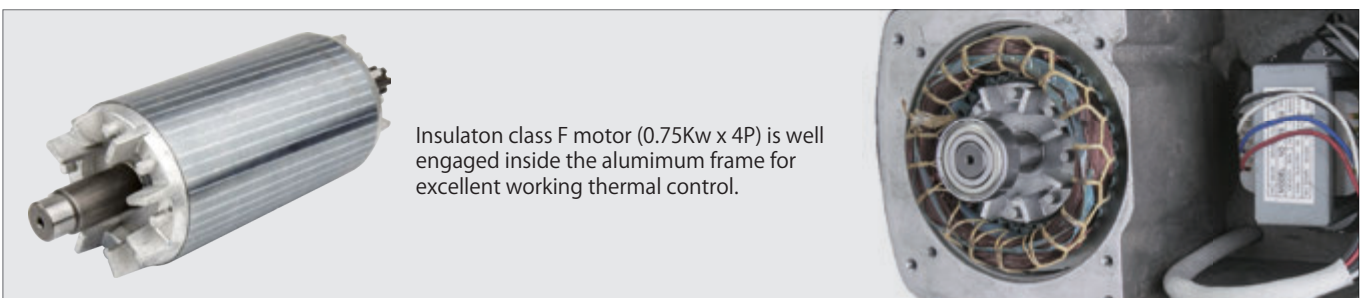 Insulaton class F motor (0.75Kw x 4P) is well
engaged inside the alumimum frame for
excellent working thermal control.